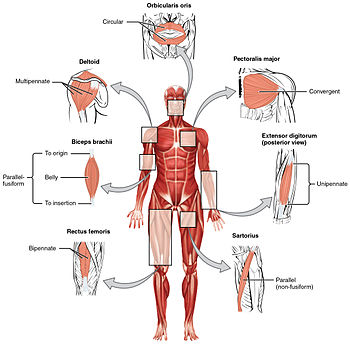 Orbicularis oris
Circular
Deltoid
Multipennate
Pectoralis major
Convergent
Biceps brachii
To origin
Parallel-
fusiform
Belly
To insertion
Extensor digitorum
(posterior view)
Unipennate
Rectus femoris
Bipennate
Sartorius
Parallel
(non-fusiform)